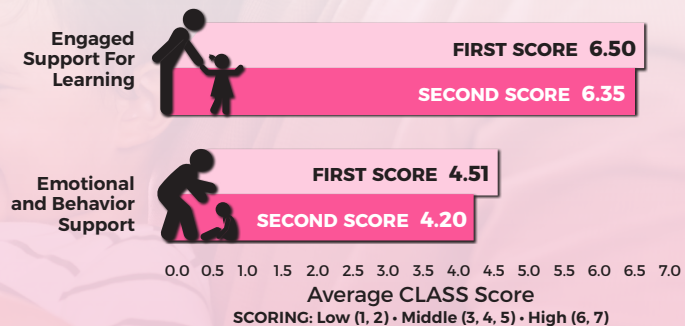 Engaged
Support For
Learning
FIRST SCORE 6.50
SECOND SCORE 6.35
Emotional
and Behavior
Support
FIRST SCORE 4.51
SECOND SCORE 4.20
0.0 0.5 1.0 1.5 2.0 2.5 3.0 3.5 4.0 4.5 5.0 5.5 6.0 6.5 7.0
Average CLASS Score
SCORING: Low (1, 2) • Middle (3, 4, 5) • High (6, 7)